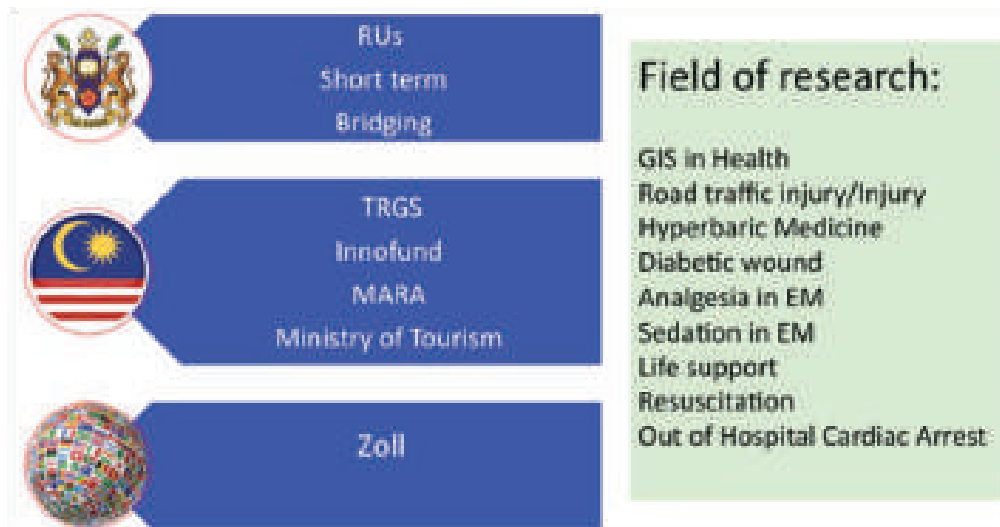 RUs
Short term
Bridging
TRGS
Innofund
MARA
Ministry of Tourism
Zoll
Field of research:
GIS in Health
Road traffic injury/Injury
Hyperbaric Medicine
Diabetic wound
Analgesia in EM
Sedation in EM
Life support
Resuscitation
Out of Hospital Cardiac Arrest